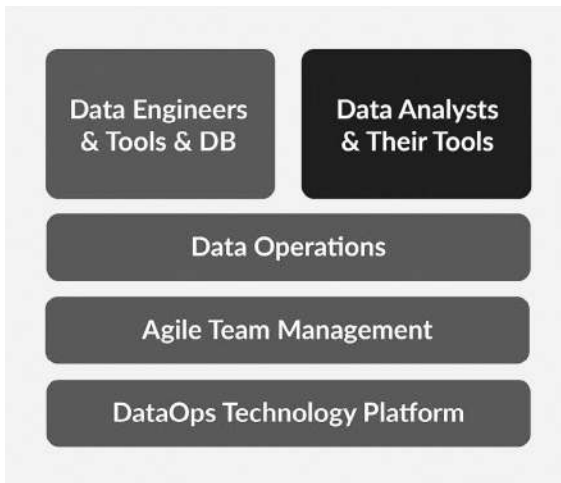 Data Engineers
& Tools & DB
Data Analysts
& Their Tools
Data Operations
Agile Team Management
DataOps Technology Platform